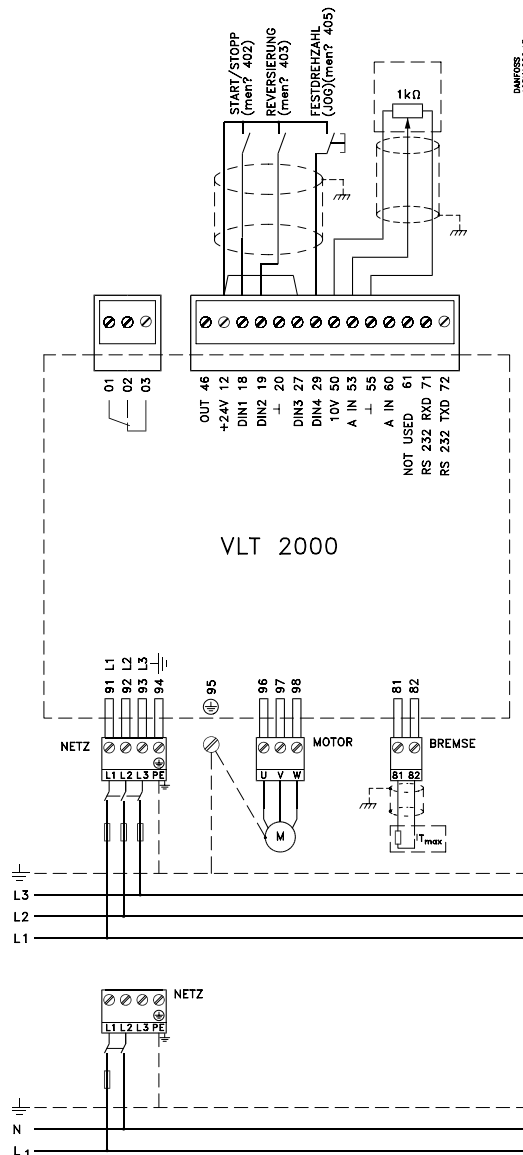 DANFOSS
START/STOPP
(men? 402)
REVERSIERUNG
(men? 403)
FESTDREHZAHL
(JOG)(men? 405)
1kΩ
01
02
03
OUT 46
+24V 12
DIN1 18
DIN2 19
⊥ 20
DIN3 27
DIN4 29
10V 50
A IN 53
⊥ 55
A IN 60
NOT USED 61
RS 232 RXD 71
RS 232 TXD 72
VLT 2000
91 L1
92 L2
93 L3
94
95
96
97
98
81
82
NETZ
L1 L2 L3 PE
MOTOR
U V W
BREMSE
81 82
M
Tmax
L3
L2
L1
NETZ
L1 L2 L3 PE
N
L1